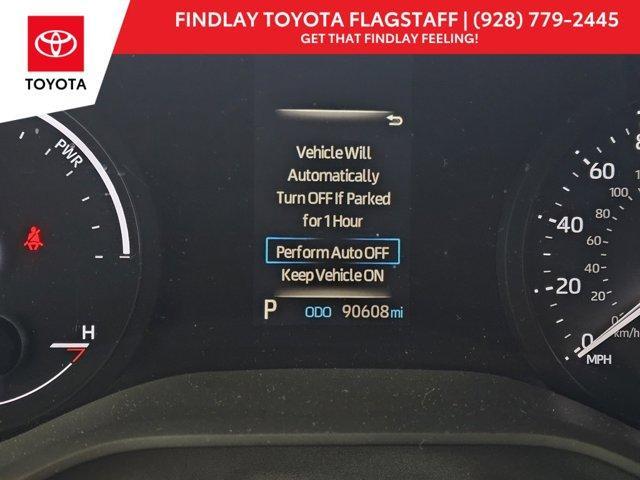 FINDLAY TOYOTA FLAGSTAFF | (928) 779-2445
GET THAT FINDLAY FEELING!
TOYOTA
PWR
H
Vehicle Will
Automatically
Turn OFF If Parked
for 1 Hour
Perform Auto OFF
Keep Vehicle ON
P ODO 90608 mi
60
100
40
80
60
20
40
20
0
0
km/h
MPH